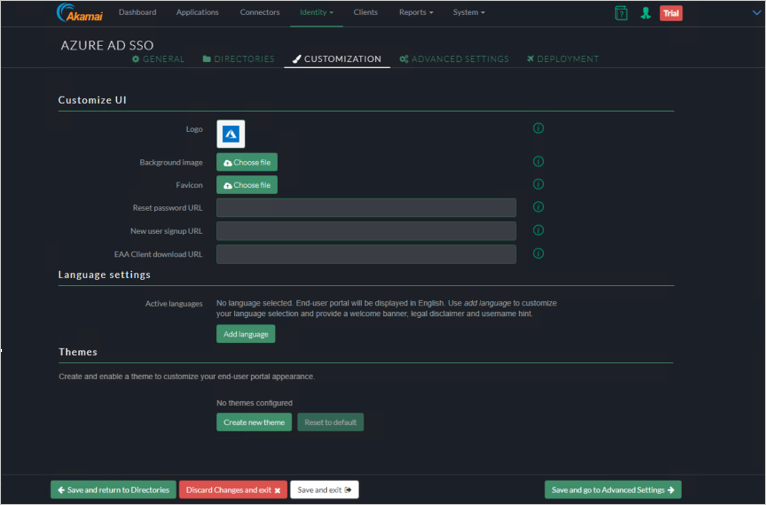 Akamai Dashboard Applications Connectors Identity Clients Reports System ? Trial
AZURE AD SSO
GENERAL DIRECTORIES CUSTOMIZATION ADVANCED SETTINGS DEPLOYMENT
Customize UI
Logo
Background image Choose file
Favicon Choose file
Reset password URL
New user signup URL
EAA Client download URL
Language settings
Active languages No language selected. End-user portal will be displayed in English. Use add language to customize
your language selection and provide a welcome banner, legal disclaimer and username hint.
Add language
Themes
Create and enable a theme to customize your end-user portal appearance.
No themes configured
Create new theme Reset to default
Save and return to Directories Discard Changes and exit Save and exit Save and go to Advanced Settings